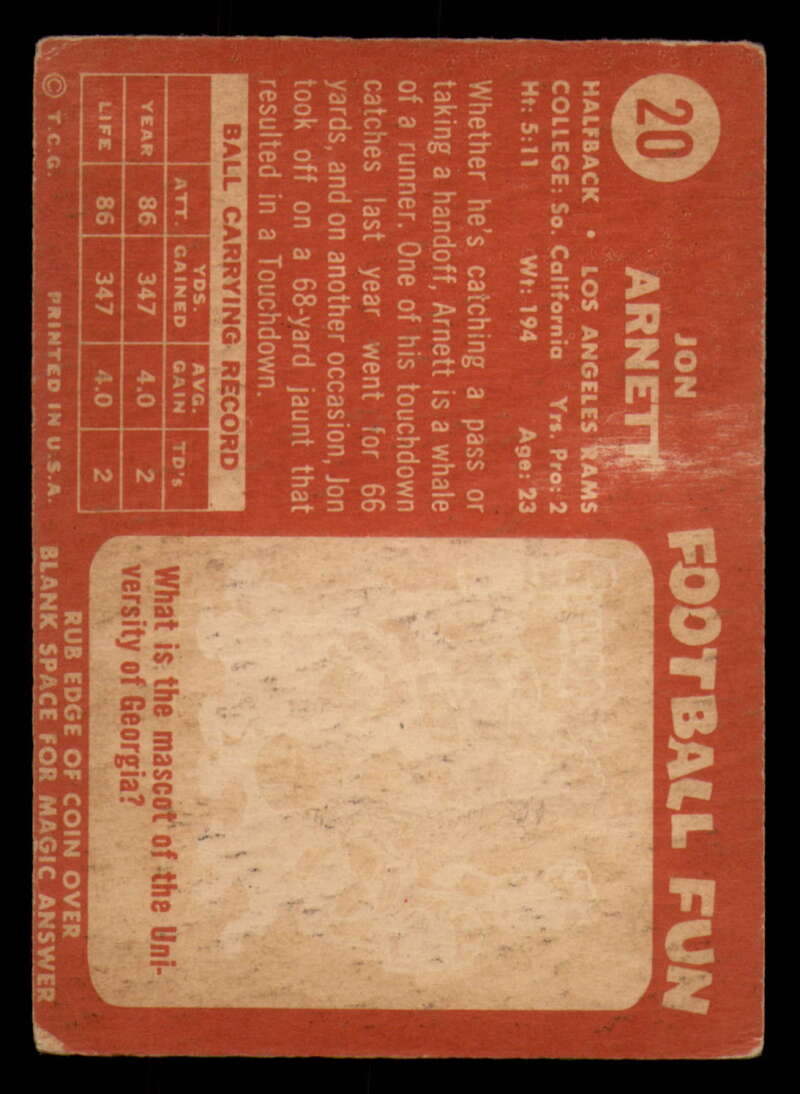 20
JON
ARNETT
HALFBACK • LOS ANGELES RAMS
COLLEGE: So. California Yrs. Pro: 2
Ht: 5:11 Wt: 194 Age: 23
Whether he's catching a pass or
taking a handoff, Arnett is a whale
of a runner. One of his touchdown
catches last year went for 66
yards, and on another occasion, Jon
took off on a 68-yard jaunt that
resulted in a Touchdown.
BALL CARRYING RECORD
ATT. YDS. GAINED AVG. GAIN TD's
YEAR 86 347 4.0 2
LIFE 86 347 4.0 2
© T.C.G. PRINTED IN U.S.A.
FOOTBALL FUN
What is the mascot of the Uni-
versity of Georgia?
RUB EDGE OF COIN OVER
BLANK SPACE FOR MAGIC ANSWER